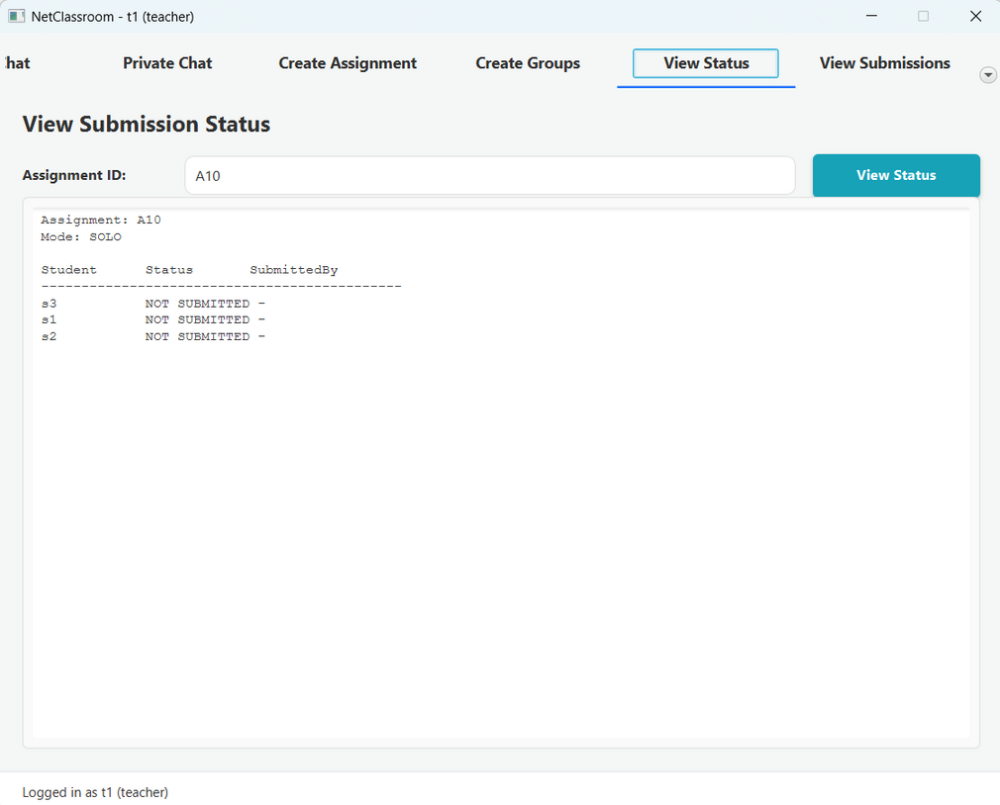 NetClassroom - t1 (teacher)
Chat Private Chat Create Assignment Create Groups View Status View Submissions
View Submission Status
Assignment ID: A10 View Status
Assignment: A10
Mode: SOLO
Student Status SubmittedBy
---------------------------------------------
s3 NOT SUBMITTED -
s1 NOT SUBMITTED -
s2 NOT SUBMITTED -
Logged in as t1 (teacher)